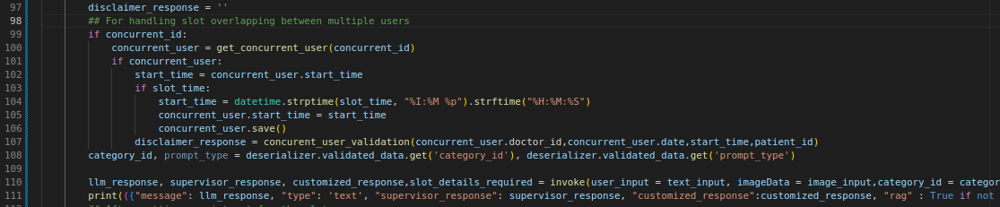 97 disclaimer_response = ''
98 ## For handling slot overlapping between multiple users
99 if concurrent_id:
100 concurrent_user = get_concurrent_user(concurrent_id)
101 if concurrent_user:
102 start_time = concurrent_user.start_time
103 if slot_time:
104 start_time = datetime.strptime(slot_time, "%I:%M %p").strftime("%H:%M:%S")
105 concurrent_user.start_time = start_time
106 concurrent_user.save()
107 disclaimer_response = concurent_user_validation(concurrent_user.doctor_id,concurrent_user.date,start_time,patient_id)
108 category_id, prompt_type = deserializer.validated_data.get('category_id'), deserializer.validated_data.get('prompt_type')
109
110 llm_response, supervisor_response, customized_response,slot_details_required = invoke(user_input = text_input, imageData = image_input,category_id = categor
111 print(({"message": llm_response, "type": 'text', "supervisor_response": supervisor_response, "customized_response":customized_response, "rag" : True if not